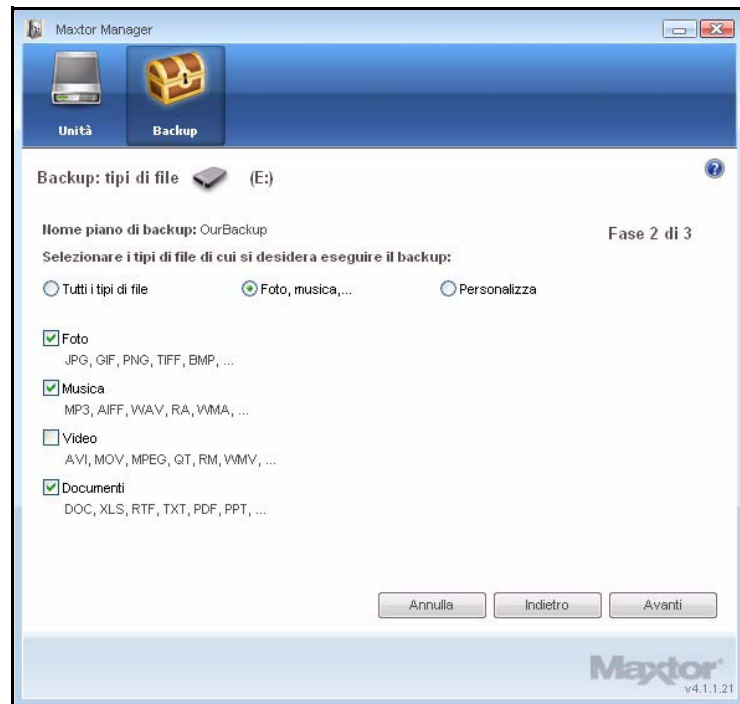 Maxtor Manager
Unità
Backup
Backup: tipi di file (E:)
Nome piano di backup: OurBackup
Fase 2 di 3
Selezionare i tipi di file di cui si desidera eseguire il backup:
Tutti i tipi di file
Foto, musica,...
Personalizza
Foto
JPG, GIF, PNG, TIFF, BMP, ...
Musica
MP3, AIFF, WAV, RA, WMA, ...
Video
AVI, MOV, MPEG, QT, RM, WMV, ...
Documenti
DOC, XLS, RTF, TXT, PDF, PPT, ...
Annulla
Indietro
Avanti
Maxtor
v4.1.1.21